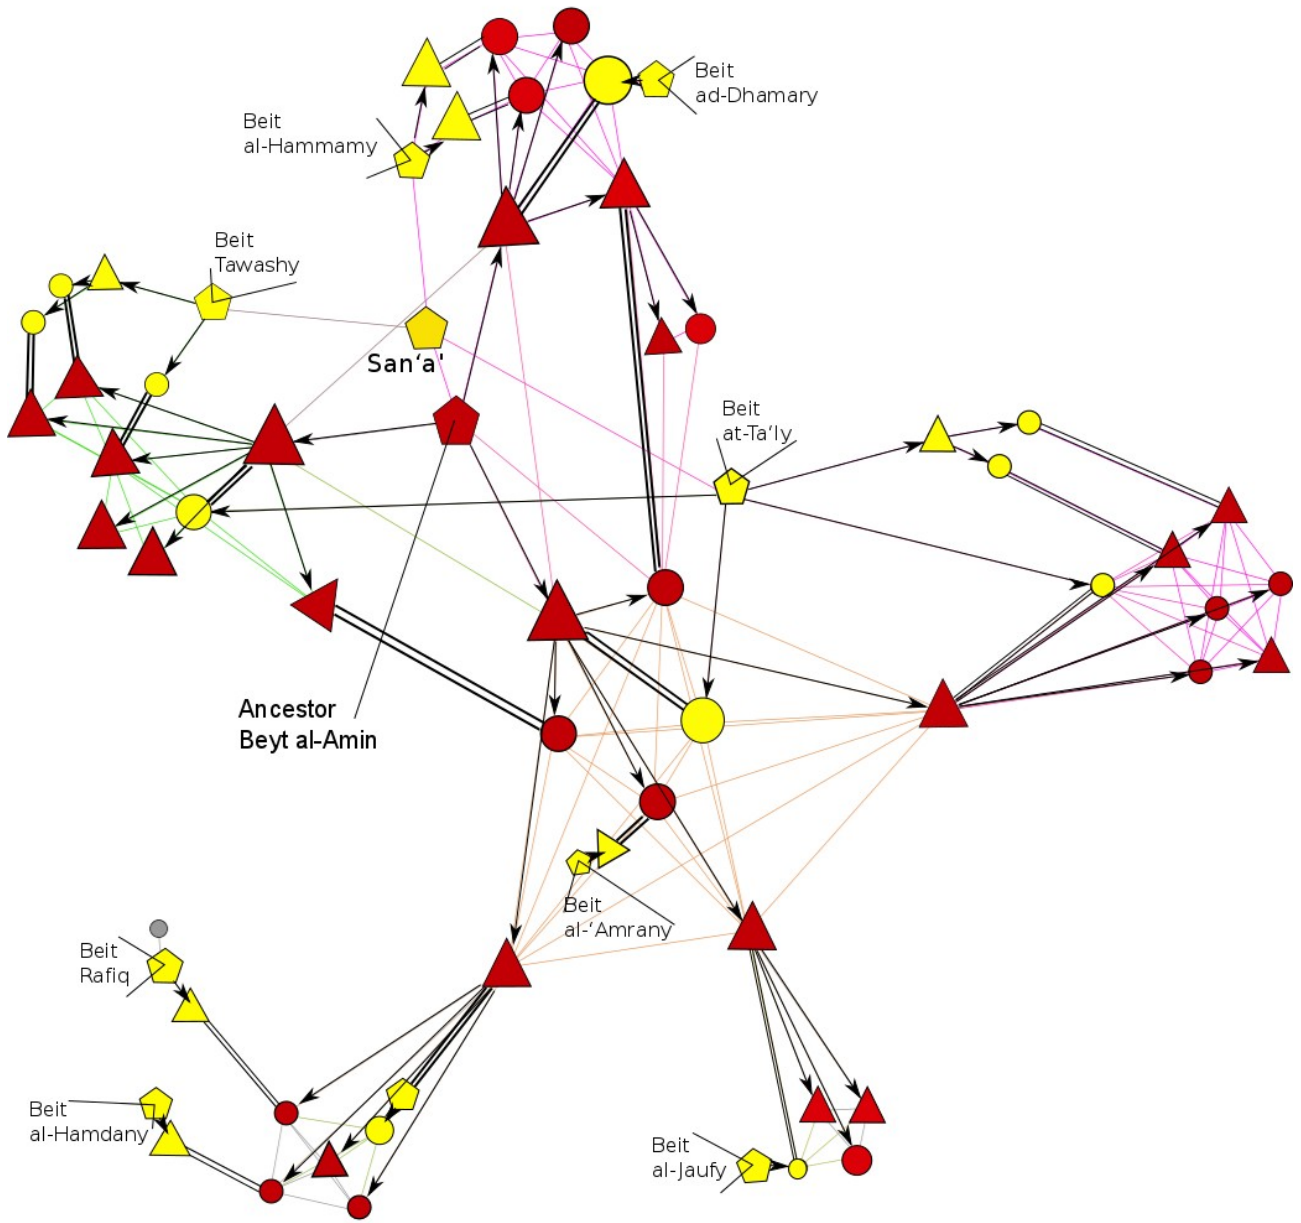 Beit
ad-Dhamary
Beit
al-Hammamy
Beit
Tawashy
San‘a'
Beit
at-Ta‘ly
Ancestor
Beyt al-Amin
Beit
al-‘Amrany
Beit
Rafiq
Beit
al-Hamdany
Beit
al-Jaufy